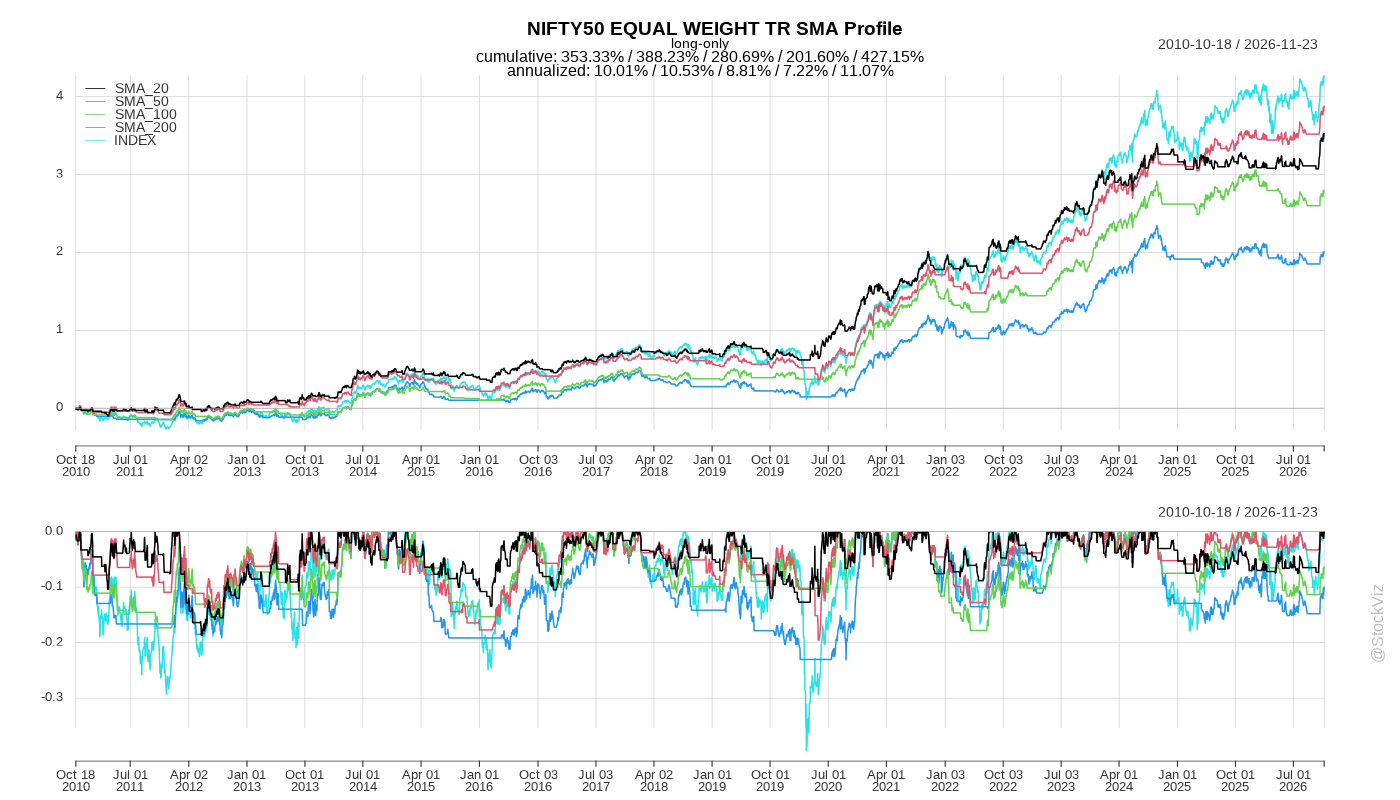 NIFTY50 EQUAL WEIGHT TR SMA Profile
long-only
cumulative: 353.33% / 388.23% / 280.69% / 201.60% / 427.15%
annualized: 10.01% / 10.53% / 8.81% / 7.22% / 11.07%
2010-10-18 / 2026-11-23
SMA_20
SMA_50
SMA_100
SMA_200
INDEX
4
3
2
1
0
Oct 18 Jul 01 Apr 02 Jan 01 Oct 01 Jul 01 Apr 01 Jan 01 Oct 03 Jul 03 Apr 02 Jan 01 Oct 01 Jul 01 Apr 01 Jan 03 Oct 03 Jul 03 Apr 01 Jan 01 Oct 01 Jul 01
2010 2011 2012 2013 2013 2014 2015 2016 2016 2017 2018 2019 2019 2020 2021 2022 2022 2023 2024 2025 2025 2026
2010-10-18 / 2026-11-23
0.0
-0.1
-0.2
-0.3
Oct 18 Jul 01 Apr 02 Jan 01 Oct 01 Jul 01 Apr 01 Jan 01 Oct 03 Jul 03 Apr 02 Jan 01 Oct 01 Jul 01 Apr 01 Jan 03 Oct 03 Jul 03 Apr 01 Jan 01 Oct 01 Jul 01
2010 2011 2012 2013 2013 2014 2015 2016 2016 2017 2018 2019 2019 2020 2021 2022 2022 2023 2024 2025 2025 2026
@StockViz